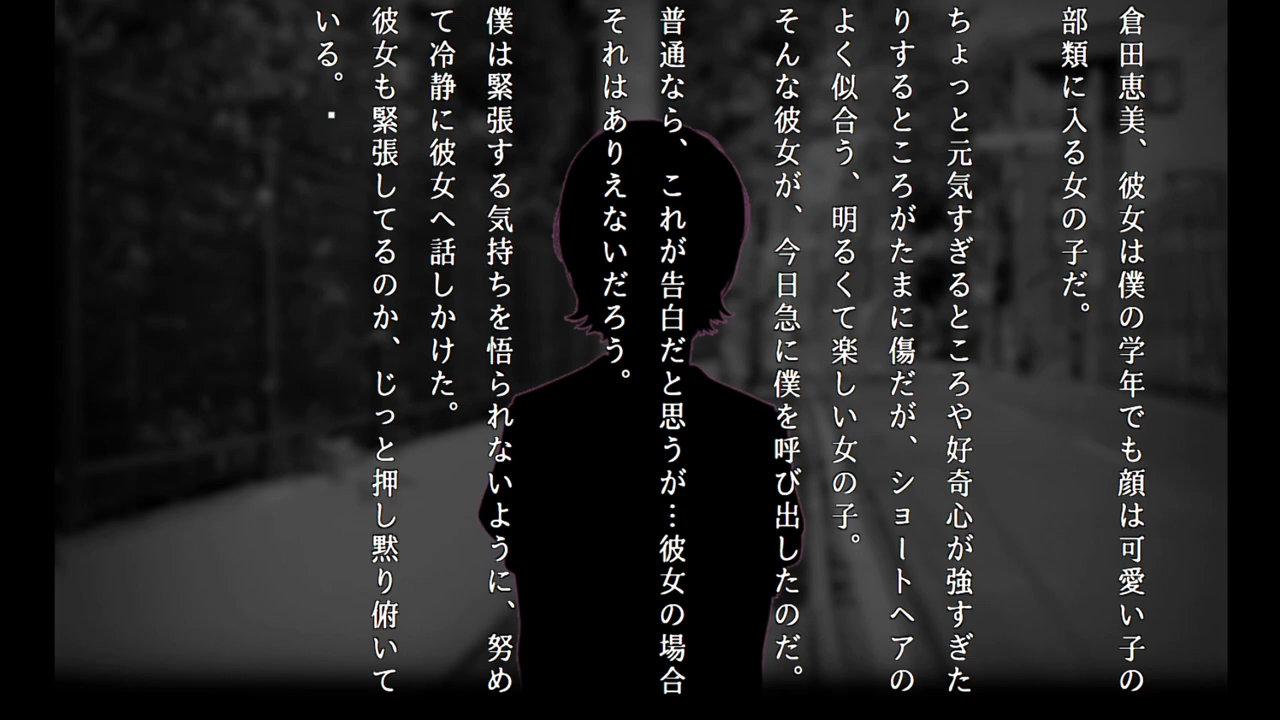 倉田恵美、彼女は僕の学年でも顔は可愛い子の
部類に入る女の子だ。
ちょっと元気すぎるところや好奇心が強すぎた
りするところがたまに傷だが、ショートヘアの
よく似合う、明るくて楽しい女の子。
そんな彼女が、今日急に僕を呼び出したのだ。
普通なら、これが告白だと思うが…彼女の場合
それはありえないだろう。
僕は緊張する気持ちを悟られないように、努め
て冷静に彼女へ話しかけた。
彼女も緊張してるのか、じっと押し黙り俯いて
いる。